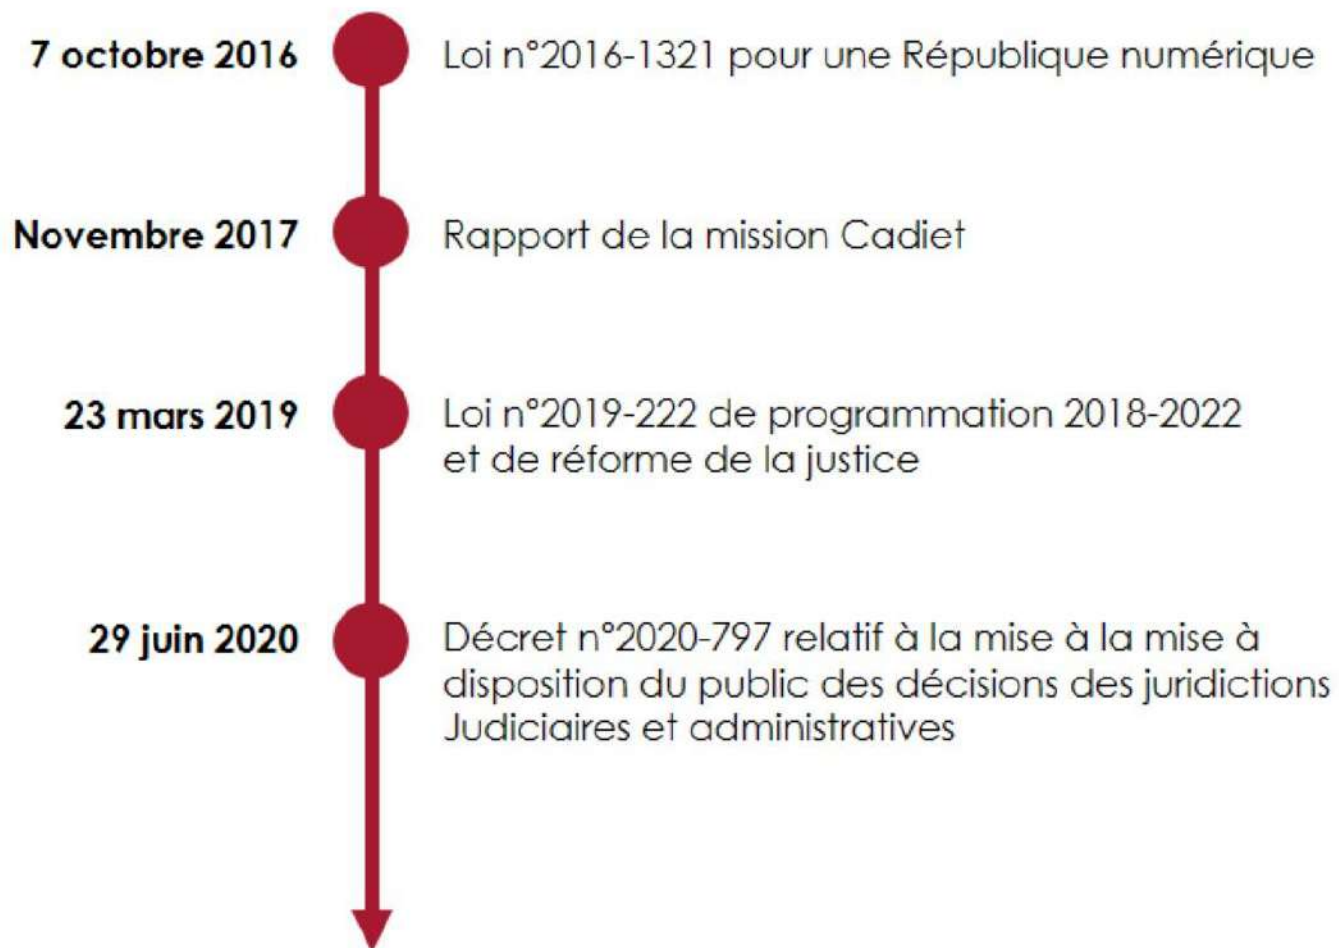 7 octobre 2016
Loi n°2016-1321 pour une République numérique
Novembre 2017
Rapport de la mission Cadiet
23 mars 2019
Loi n°2019-222 de programmation 2018-2022
et de réforme de la justice
29 juin 2020
Décret n°2020-797 relatif à la mise à la mise à
disposition du public des décisions des juridictions
Judiciaires et administratives